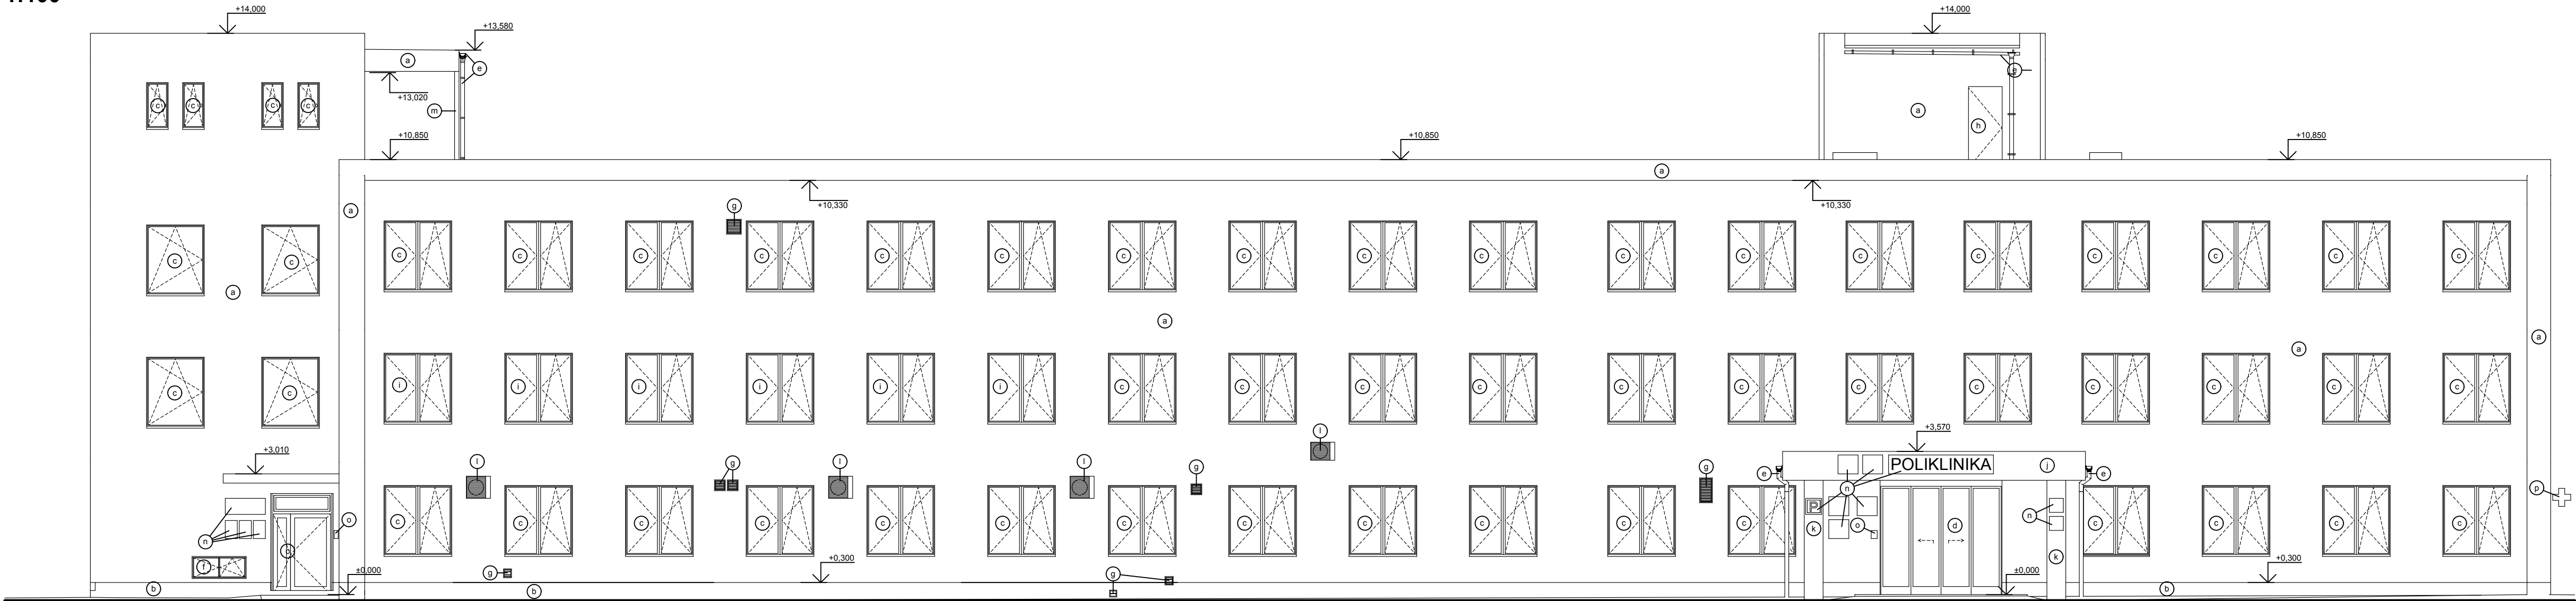 +14,000 +14,000
+13,580
a e e
+13,020
c c c c m a h
+10,850 +10,850 +10,850
a
a +10,330 g +10,330
c c c c c c c c c c c c c c c c c c
c c
a
a a a a
i i i i i i c c c c c c c c c c c c
c c
l
+3,010 +3,570
l g l l g g e POLIKLINIKA j e
n p
n P n
c c c c c c c c c c c c c c c
o k o d k
n
f
g g
±0,000 +0,300 ±0,000 +0,300
b b b